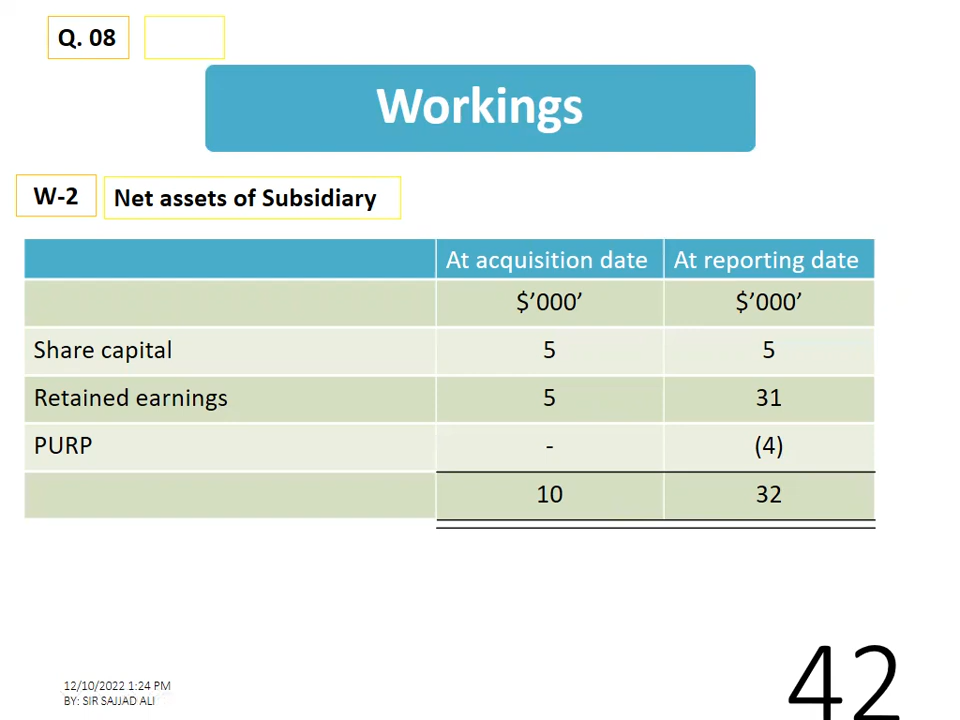 Q. 08
Workings
W-2 Net assets of Subsidiary
At acquisition date At reporting date
$’000’ $’000’
Share capital 5 5
Retained earnings 5 31
PURP - (4)
10 32
12/10/2022 1:24 PM
BY: SIR SAJJAD ALI
42